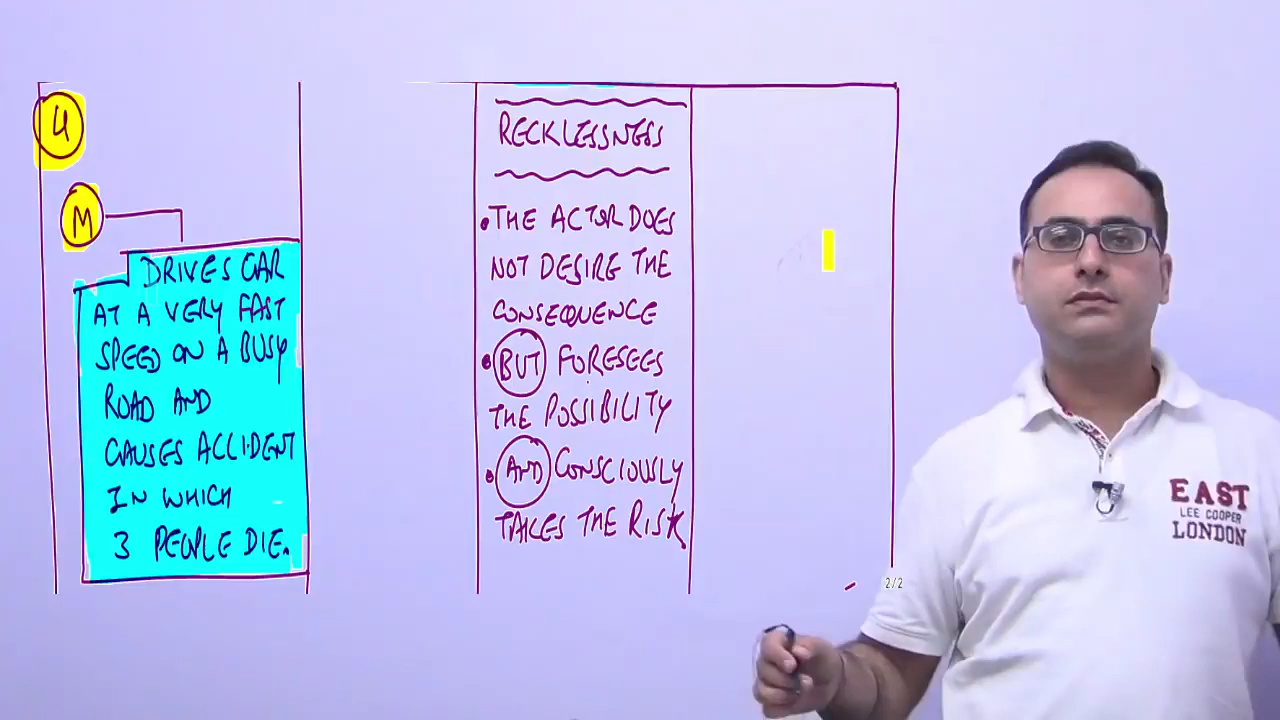 4
M
DRIVES CAR
AT A VERY FAST
SPEED ON A BUSY
ROAD AND
CAUSES ACCIDENT
IN WHICH
3 PEOPLE DIE.
RECKLESSNESS
• THE ACTOR DOES
NOT DESIRE THE
CONSEQUENCE
• BUT FORESEES
THE POSSIBILITY
• AND CONSCIOUSLY
TAKES THE RISK
2/2
EAST
LEE COOPER
LONDON